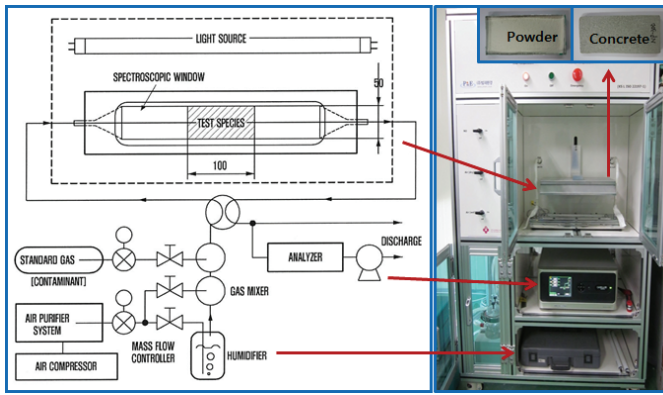 LIGHT SOURCE
SPECTROSCOPIC WINDOW
50
TEST SPECIES
100
STANDARD GAS
[CONTAMINANT]
AIR PURIFIER
SYSTEM
AIR COMPRESSOR
MASS FLOW
CONTROLLER
GAS MIXER
HUMIDIFIER
ANALYZER
DISCHARGE
Powder
Concrete